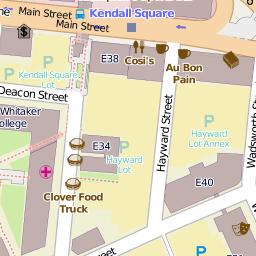 Main Street
Kendall Square
Main Street
E38
Cosi's
Au Bon
Pain
P
Kendall Square
Lot
Deacon Street
P
Hayward
Lot Annex
Whitaker
College
Hayward Street
Wadsworth St
E34
P
Hayward
Lot
E40
Clover Food
Truck
P
P